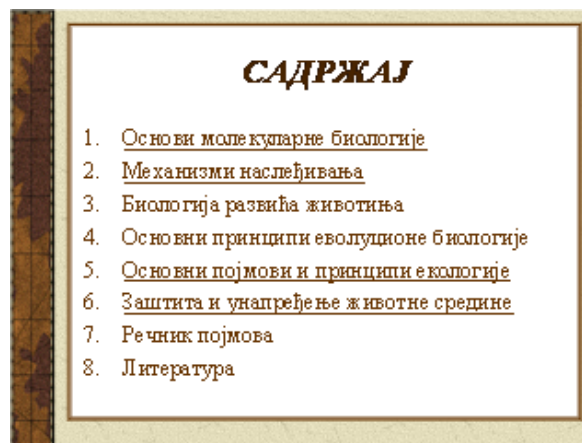 САДРЖАЈ
1. Основи молекуларне биологије
2. Механизми наслеђивања
3. Биологија развића животиња
4. Основни принципи еволуционе биологије
5. Основни појмови и принципи екологије
6. Заштита и унапређење животне средине
7. Речник појмова
8. Литература